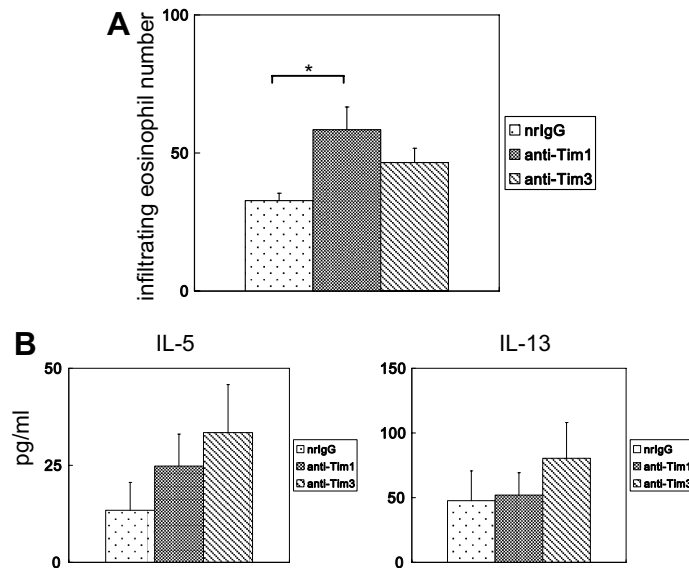 A
infiltrating eosinophil number
100
50
0
*
nrIgG
anti-Tim1
anti-Tim3
B
IL-5
pg/ml
50
25
0
nrIgG
anti-Tim1
anti-Tim3
IL-13
150
100
50
0
nrIgG
anti-Tim1
anti-Tim3